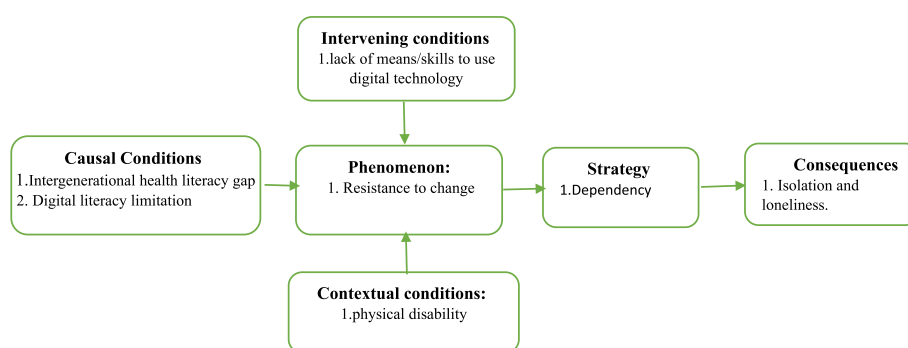 Intervening conditions
1.lack of means/skills to use
digital technology
Causal Conditions
1.Intergenerational health literacy gap
2. Digital literacy limitation
Phenomenon:
1. Resistance to change
Strategy
1.Dependency
Consequences
1. Isolation and
loneliness.
Contextual conditions:
1.physical disability